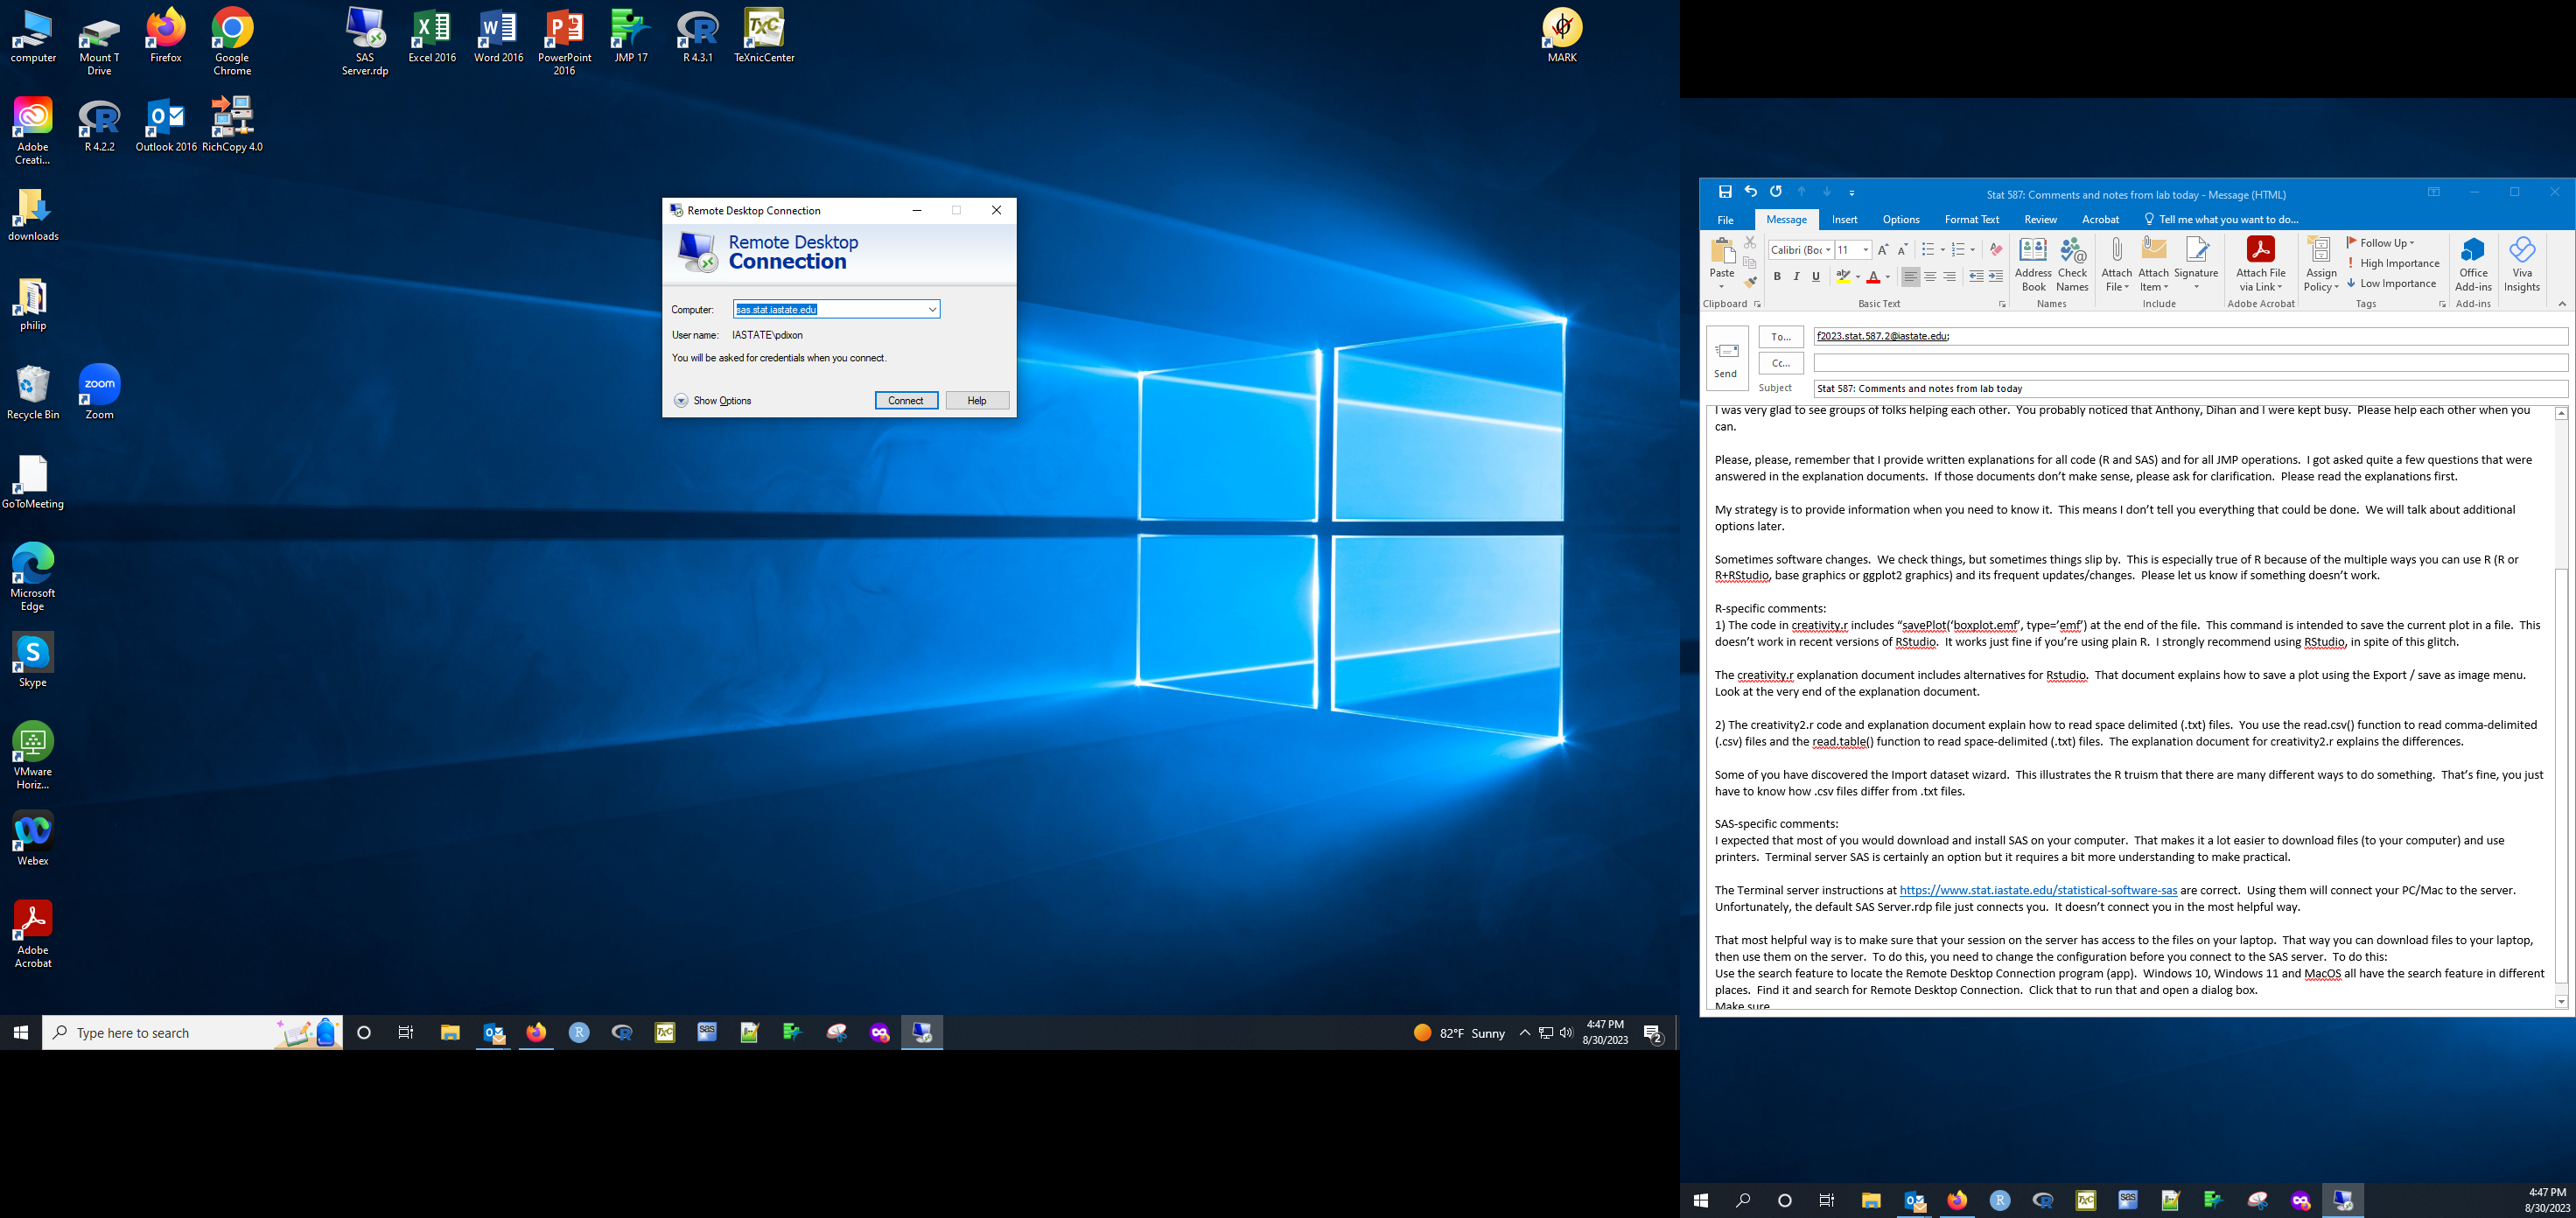 computer
Mount T
Drive
Firefox
Google
Chrome
SAS
Server.rdp
Excel 2016
Word 2016
PowerPoint
2016
JMP 17
R 4.3.1
TeXnicCenter
MARK
Adobe
Creati...
R 4.2.2
Outlook 2016
RichCopy 4.0
downloads
philip
Recycle Bin
Zoom
GoToMeeting
Microsoft
Edge
Skype
VMware
Horiz...
Webex
Adobe
Acrobat
Remote Desktop Connection
Remote Desktop
Connection
Computer: sas.stat.iastate.edu
User name: IASTATE\pdixon
You will be asked for credentials when you connect.
Show Options
Connect
Help
Type here to search
82°F Sunny
4:47 PM
8/30/2023
2
Stat 587: Comments and notes from lab today - Message (HTML)
File Message Insert Options Format Text Review Acrobat Tell me what you want to do...
Paste
Clipboard
Calibri (Boc 11
Basic Text
Address
Book
Check
Names
Names
Attach
File
Attach
Item
Signature
Include
Attach File
via Link
Adobe Acrobat
Assign
Policy
Follow Up
High Importance
Low Importance
Tags
Office
Add-ins
Add-ins
Viva
Insights
Send
To... f2023.stat.587.2@iastate.edu;
Cc...
Subject Stat 587: Comments and notes from lab today
I was very glad to see groups of folks helping each other. You probably noticed that Anthony, Dihan and I were kept busy. Please help each other when you
can.
Please, please, remember that I provide written explanations for all code (R and SAS) and for all JMP operations. I got asked quite a few questions that were
answered in the explanation documents. If those documents don't make sense, please ask for clarification. Please read the explanations first.
My strategy is to provide information when you need to know it. This means I don't tell you everything that could be done. We will talk about additional
options later.
Sometimes software changes. We check things, but sometimes things slip by. This is especially true of R because of the multiple ways you can use R (R or
R+RStudio, base graphics or ggplot2 graphics) and its frequent updates/changes. Please let us know if something doesn't work.
R-specific comments:
1) The code in creativity.r includes “savePlot(‘boxplot.emf’, type=’emf’) at the end of the file. This command is intended to save the current plot in a file. This
doesn't work in recent versions of RStudio. It works just fine if you're using plain R. I strongly recommend using RStudio, in spite of this glitch.
The creativity.r explanation document includes alternatives for Rstudio. That document explains how to save a plot using the Export / save as image menu.
Look at the very end of the explanation document.
2) The creativity2.r code and explanation document explain how to read space delimited (.txt) files. You use the read.csv() function to read comma-delimited
(.csv) files and the read.table() function to read space-delimited (.txt) files. The explanation document for creativity2.r explains the differences.
Some of you have discovered the Import dataset wizard. This illustrates the R truism that there are many different ways to do something. That's fine, you just
have to know how .csv files differ from .txt files.
SAS-specific comments:
I expected that most of you would download and install SAS on your computer. That makes it a lot easier to download files (to your computer) and use
printers. Terminal server SAS is certainly an option but it requires a bit more understanding to make practical.
The Terminal server instructions at https://www.stat.iastate.edu/statistical-software-sas are correct. Using them will connect your PC/Mac to the server.
Unfortunately, the default SAS Server.rdp file just connects you. It doesn't connect you in the most helpful way.
That most helpful way is to make sure that your session on the server has access to the files on your laptop. That way you can download files to your laptop,
then use them on the server. To do this, you need to change the configuration before you connect to the SAS server. To do this:
Use the search feature to locate the Remote Desktop Connection program (app). Windows 10, Windows 11 and MacOS all have the search feature in different
places. Find it and search for Remote Desktop Connection. Click that to run that and open a dialog box.
Make sure
4:47 PM
8/30/2023